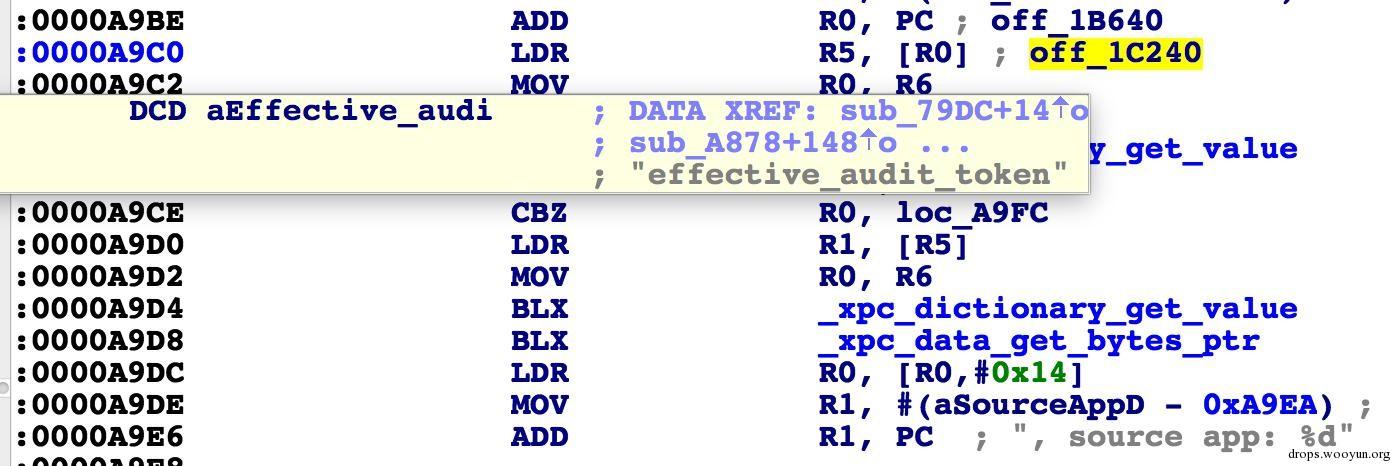 :0000A9BE ADD R0, PC ; off_1B640
:0000A9C0 LDR R5, [R0] ; off_1C240
:0000A9C2 MOV R0, R6
DCD aEffective_audi ; DATA XREF: sub_79DC+14↑o
; sub_A878+148↑o ...
y_get_value
; "effective_audit_token"
:0000A9CE CBZ R0, loc_A9FC
:0000A9D0 LDR R1, [R5]
:0000A9D2 MOV R0, R6
:0000A9D4 BLX _xpc_dictionary_get_value
:0000A9D8 BLX _xpc_data_get_bytes_ptr
:0000A9DC LDR R0, [R0,#0x14]
:0000A9DE MOV R1, #(aSourceAppD - 0xA9EA) ;
:0000A9E6 ADD R1, PC ; ", source app: %d"
drops.wooyun.org